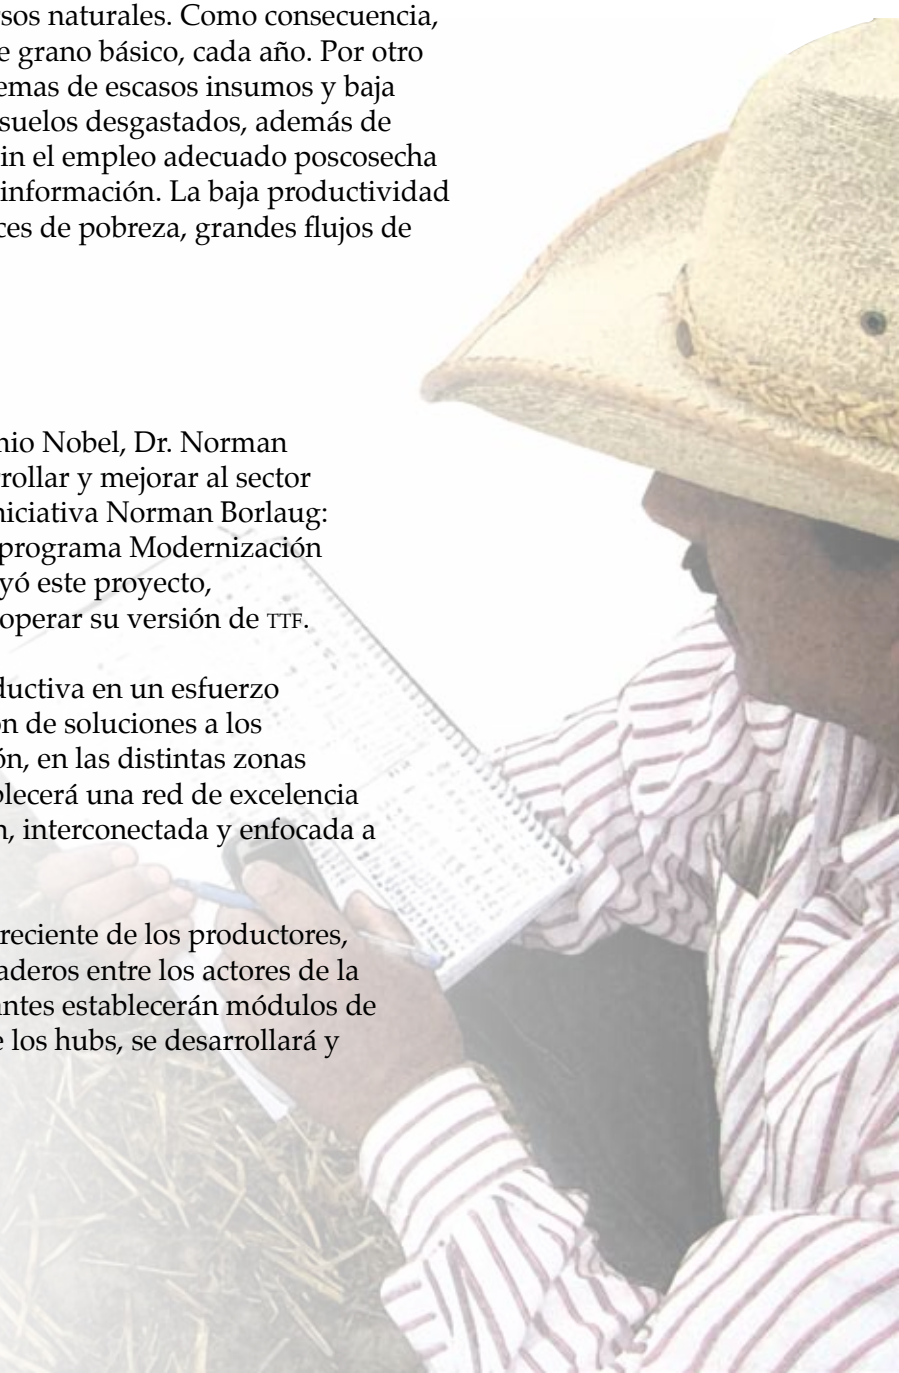 rsos naturales. Como consecuencia,
e grano básico, cada año. Por otro
emas de escasos insumos y baja
suelos desgastados, además de
in el empleo adecuado poscosecha
información. La baja productividad
ces de pobreza, grandes flujos de
nio Nobel, Dr. Norman
rrollar y mejorar al sector
niciativa Norman Borlaug:
programa Modernización
yó este proyecto,
operar su versión de TTF.
ductiva en un esfuerzo
ón de soluciones a los
ón, en las distintas zonas
blecerá una red de excelencia
n, interconectada y enfocada a
reciente de los productores,
aderos entre los actores de la
antes establecerán módulos de
e los hubs, se desarrollará y